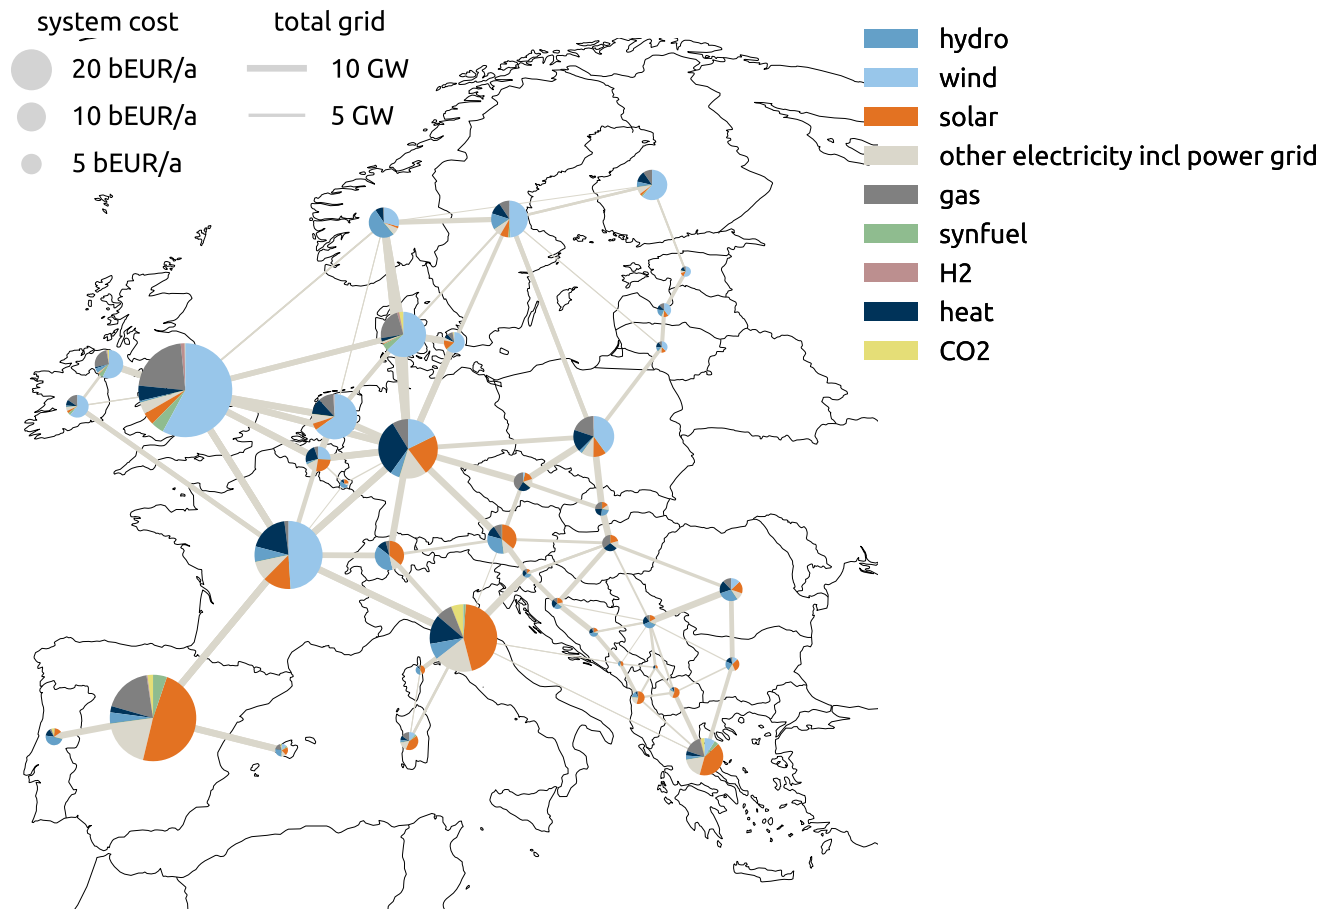 system cost
20 bEUR/a
10 bEUR/a
5 bEUR/a
total grid
10 GW
5 GW
hydro
wind
solar
other electricity incl power grid
gas
synfuel
H2
heat
CO2